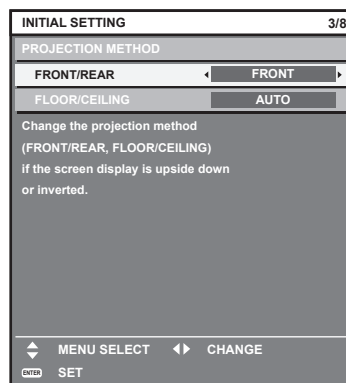 INITIAL SETTING 3/8
PROJECTION METHOD
FRONT/REAR FRONT
FLOOR/CEILING AUTO
Change the projection method
(FRONT/REAR, FLOOR/CEILING)
if the screen display is upside down
or inverted.
MENU SELECT CHANGE
ENTER SET